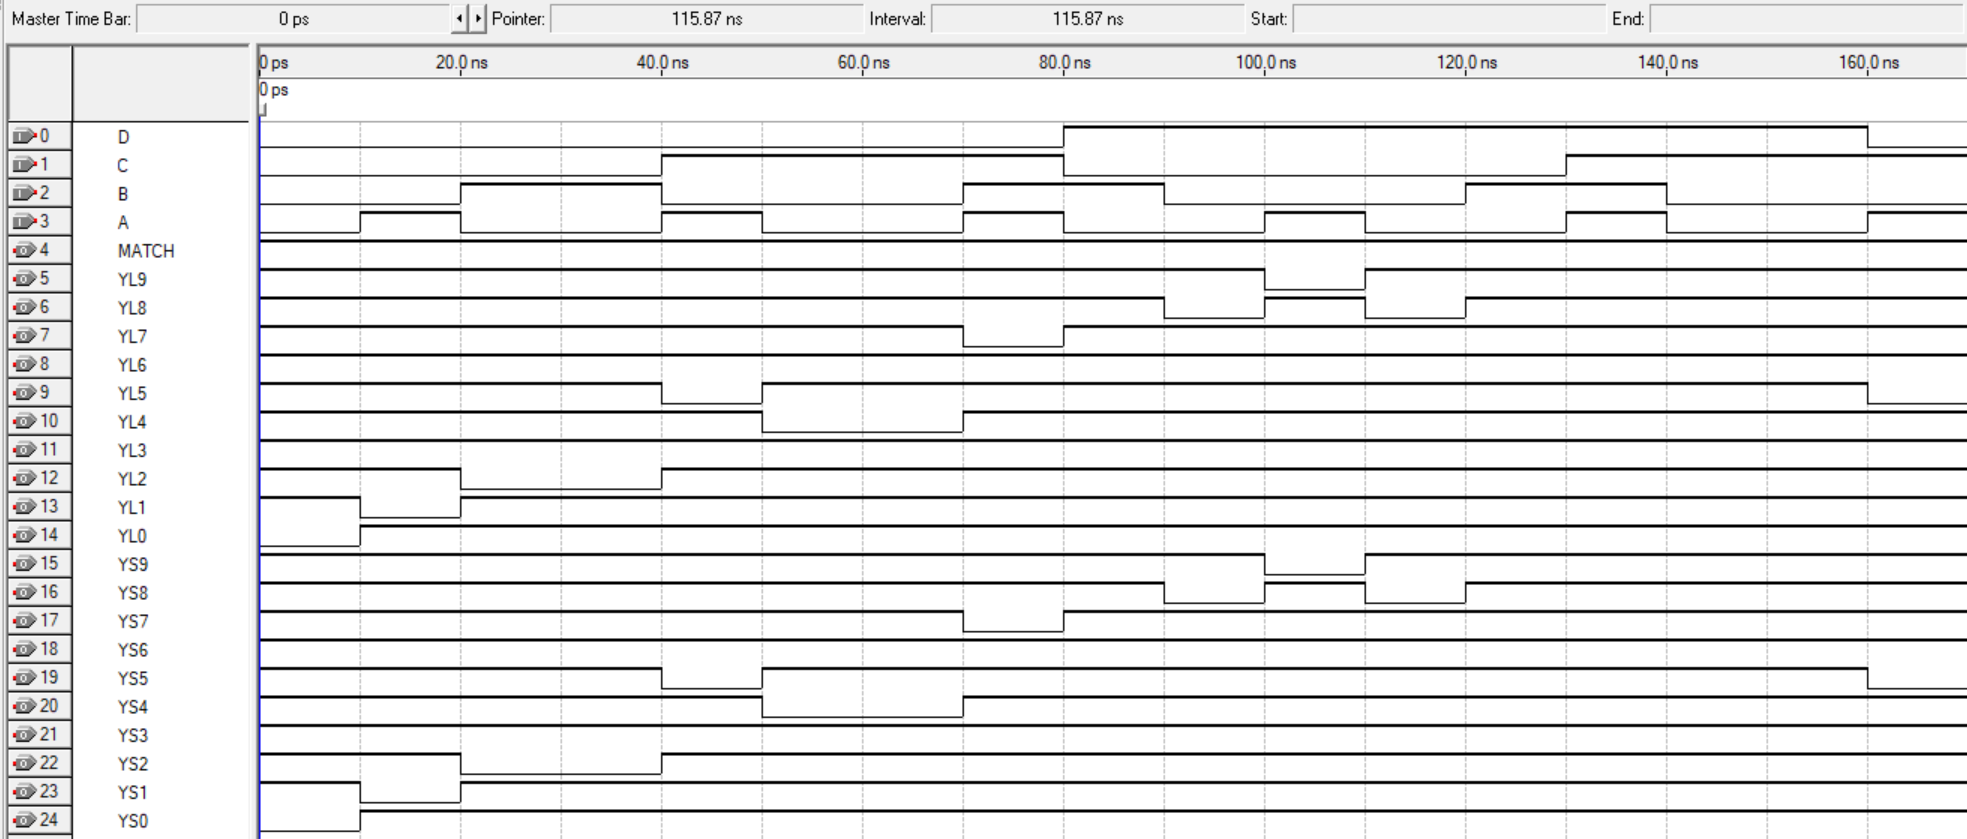 Master Time Bar: 0 ps Pointer: 115.87 ns Interval: 115.87 ns Start: End:
0 ps 20.0 ns 40.0 ns 60.0 ns 80.0 ns 100.0 ns 120.0 ns 140.0 ns 160.0 ns
0 ps
0 D
1 C
2 B
3 A
4 MATCH
5 YL9
6 YL8
7 YL7
8 YL6
9 YL5
10 YL4
11 YL3
12 YL2
13 YL1
14 YL0
15 YS9
16 YS8
17 YS7
18 YS6
19 YS5
20 YS4
21 YS3
22 YS2
23 YS1
24 YS0